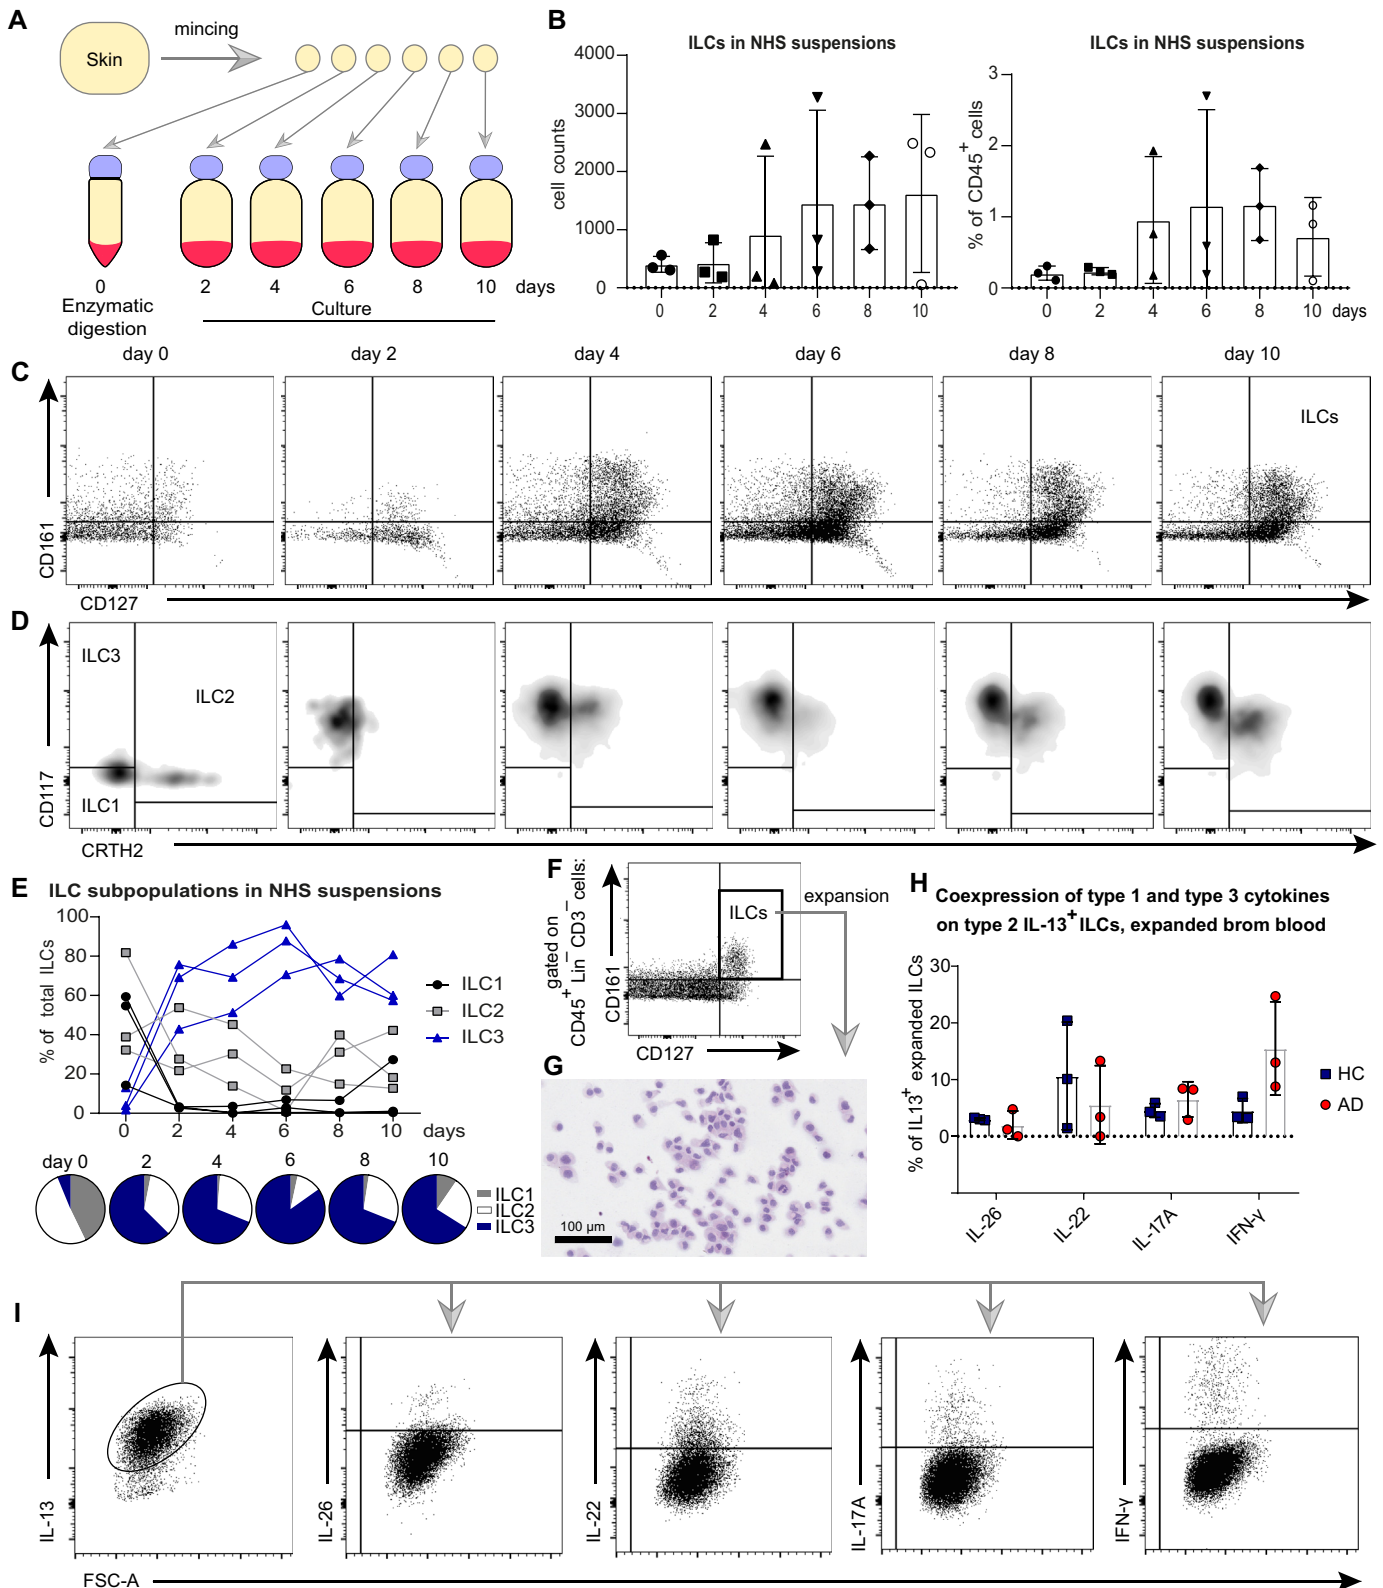 A
Skin
mincing
0
2
4
6
8
10
days
Enzymatic
digestion
Culture
B
ILCs in NHS suspensions
cell counts
4000
3000
2000
1000
0
0
2
4
6
8
10
ILCs in NHS suspensions
% of CD45+ cells
3
2
1
0
0
2
4
6
8
10
days
C
day 0
day 2
day 4
day 6
day 8
day 10
ILCs
CD161
CD127
D
ILC3
ILC2
ILC1
CD117
CRTH2
E
ILC subpopulations in NHS suspensions
% of total ILCs
100
80
60
40
20
0
0
2
4
6
8
10
days
ILC1
ILC2
ILC3
day 0
2
4
6
8
10
ILC1
ILC2
ILC3
F
gated on
CD45+ Lin− CD3− cells:
CD161
ILCs
CD127
expansion
G
100 µm
H
Coexpression of type 1 and type 3 cytokines
on type 2 IL-13+ ILCs, expanded brom blood
% of IL13+ expanded ILCs
30
20
10
0
IL-26
IL-22
IL-17A
IFN-γ
HC
AD
I
IL-13
IL-26
IL-22
IL-17A
IFN-γ
FSC-A